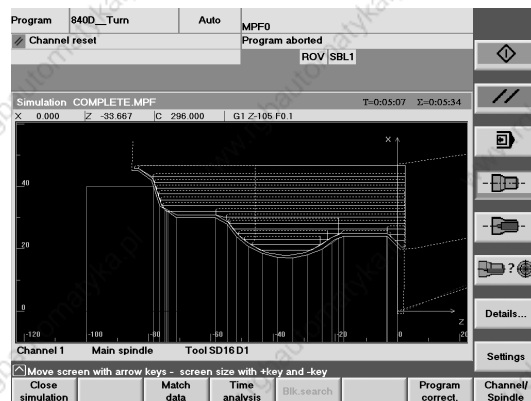 Program 840D__Turn Auto MPF0
Channel reset Program aborted
ROV SBL1
Simulation COMPLETE.MPF T=0:05:07 Σ=0:05:34
X 0.000 Z -33.667 C 296.000 G1 Z-105 F0.1
X
40
20
0
Z
-120 -100 -80 -60 -40 -20 0 20
Channel 1 Main spindle Tool SD16 D1
Move screen with arrow keys - screen size with +key and -key
Close simulation
Match data
Time analysis
Blk.search
Program correct.
Channel/ Spindle
?
Details...
Settings